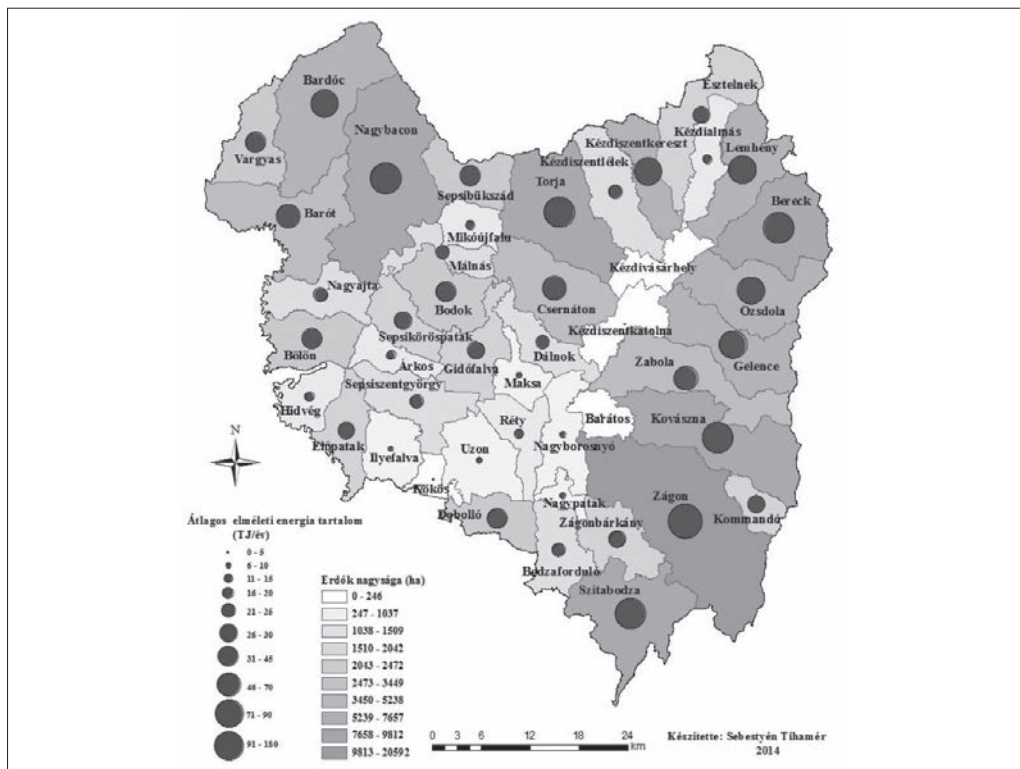 Esztelnek
Bardóc
Kézdialmás
Nagybacon
Kézdiszentkereszt
Lemhény
Vargyas
Kézdiszentlélek
Torja
Sepsibükszád
Bereck
Barót
Mikóújfalu
Málnás
Kézdivásárhely
Nagyajta
Bodok
Csernáton
Ozsdola
Sepsikőröspatak
Kézdiszentkatolna
Bölön
Árkos
Gidófalva
Dálnok
Zabola
Gelence
Sepsiszentgyörgy
Maksa
Hidvég
Barátos
Kovászna
Réty
Előpatak
Nagyborosnyó
Ilyefalva
Uzon
N
Kökös
Nagypatak
Zágon
Dobolló
Zágonbárkány
Kommandó
Bodzaforduló
Szitabodza
Átlagos elméleti energia tartalom
(TJ/év)
0 - 5
6 - 10
11 - 15
16 - 20
21 - 25
26 - 30
31 - 45
46 - 70
71 - 90
91 - 180
Erdők nagysága (ha)
0 - 246
247 - 1037
1038 - 1509
1510 - 2042
2043 - 2472
2473 - 3449
3450 - 5238
5239 - 7657
7658 - 9812
9813 - 20592
0 3 6 12 18 24
km
Készítette: Sebestyén Tihamér
2014